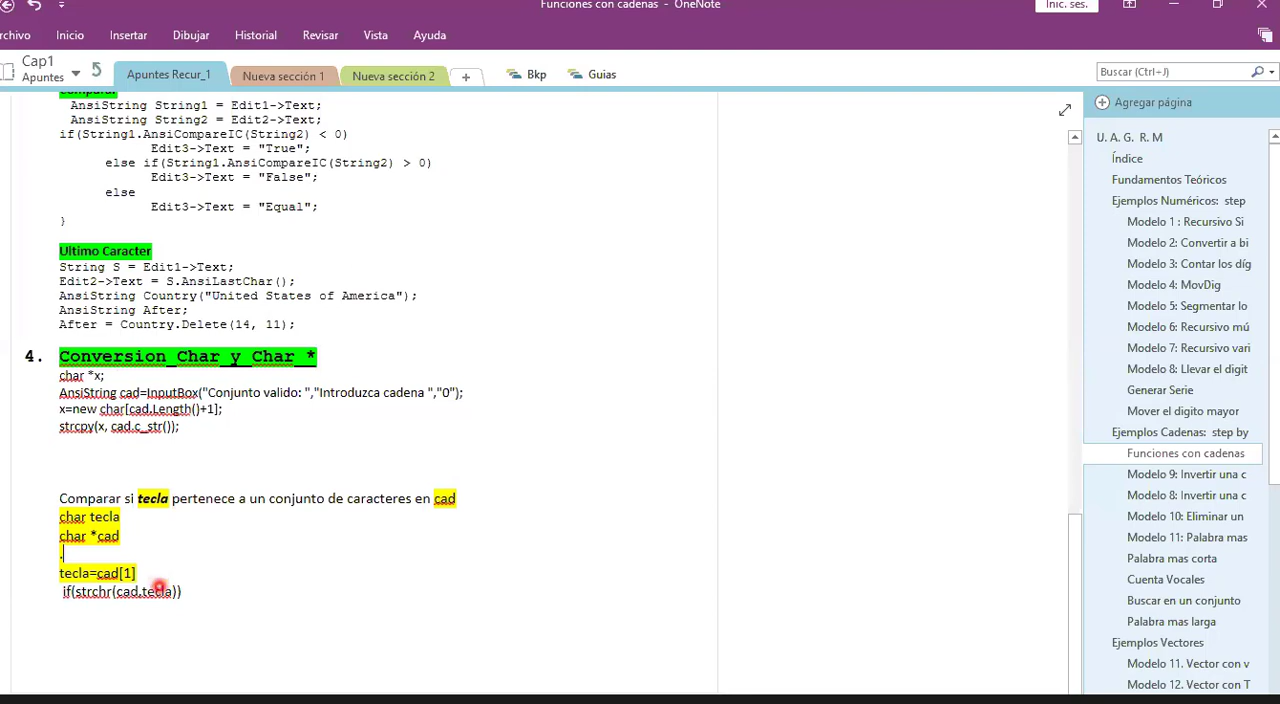 Funciones con cadenas - OneNote
Inic. ses.
rchivo Inicio Insertar Dibujar Historial Revisar Vista Ayuda
Cap1
Apuntes
Apuntes Recur_1
Nueva sección 1
Nueva sección 2
+
Bkp
Guias
Buscar (Ctrl+J)
Agregar página
AnsiString String1 = Edit1->Text;
AnsiString String2 = Edit2->Text;
if(String1.AnsiCompareIC(String2) < 0)
Edit3->Text = "True";
else if(String1.AnsiCompareIC(String2) > 0)
Edit3->Text = "False";
else
Edit3->Text = "Equal";
}
Ultimo Caracter
String S = Edit1->Text;
Edit2->Text = S.AnsiLastChar();
AnsiString Country("United States of America");
AnsiString After;
After = Country.Delete(14, 11);
4. Conversion Char y Char *
char *x;
AnsiString cad=InputBox("Conjunto valido: ","Introduzca cadena ","0");
x=new char[cad.Length()+1];
strcpy(x, cad.c_str());
Comparar si tecla pertenece a un conjunto de caracteres en cad
char tecla
char *cad
.
tecla=cad[1]
if(strchr(cad,tecla))
U. A. G. R. M
Índice
Fundamentos Teóricos
Ejemplos Numéricos: step
Modelo 1 : Recursivo Si
Modelo 2: Convertir a bi
Modelo 3: Contar los díg
Modelo 4: MovDig
Modelo 5: Segmentar lo
Modelo 6: Recursivo mú
Modelo 7: Recursivo vari
Modelo 8: Llevar el digit
Generar Serie
Mover el digito mayor
Ejemplos Cadenas: step by
Funciones con cadenas
Modelo 9: Invertir una c
Modelo 8: Invertir una c
Modelo 10: Eliminar un
Modelo 11: Palabra mas
Palabra mas corta
Cuenta Vocales
Buscar en un conjunto
Palabra mas larga
Ejemplos Vectores
Modelo 11. Vector con v
Modelo 12. Vector con T